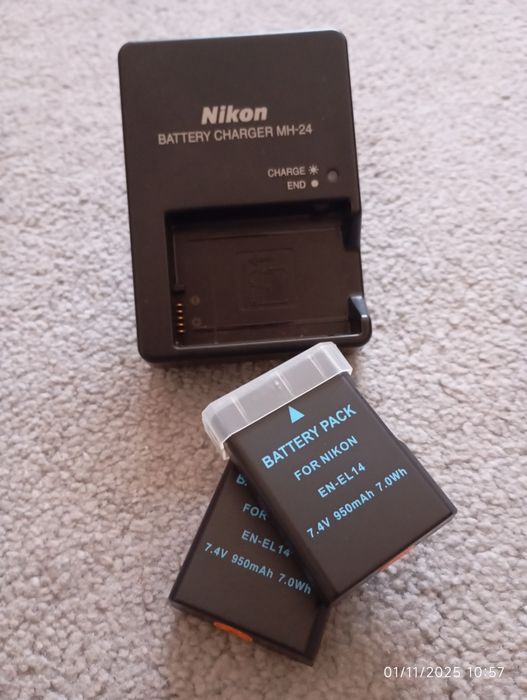 Nikon
BATTERY CHARGER MH-24
CHARGE
END
BATTERY PACK
FOR NIKON
EN-EL14
7.4V 950mAh 7.0Wh
B
FOR
EN-EL14
7.4V 950mAh 7.0Wh
01/11/2025 10:57